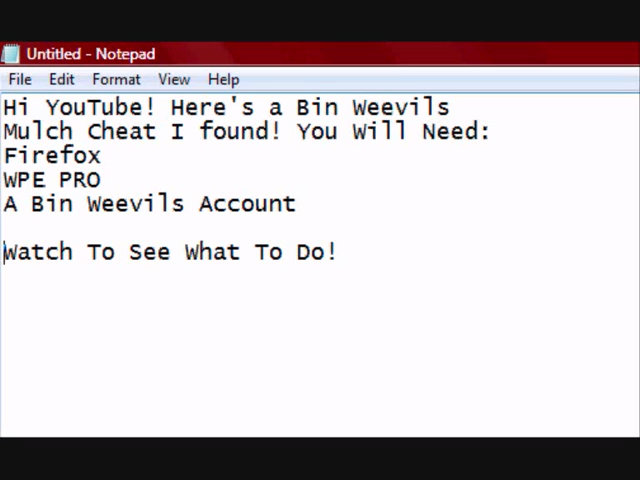 Untitled - Notepad
File Edit Format View Help
Hi YouTube! Here's a Bin Weevils
Mulch Cheat I found! You Will Need:
Firefox
WPE PRO
A Bin Weevils Account
Watch To See What To Do!